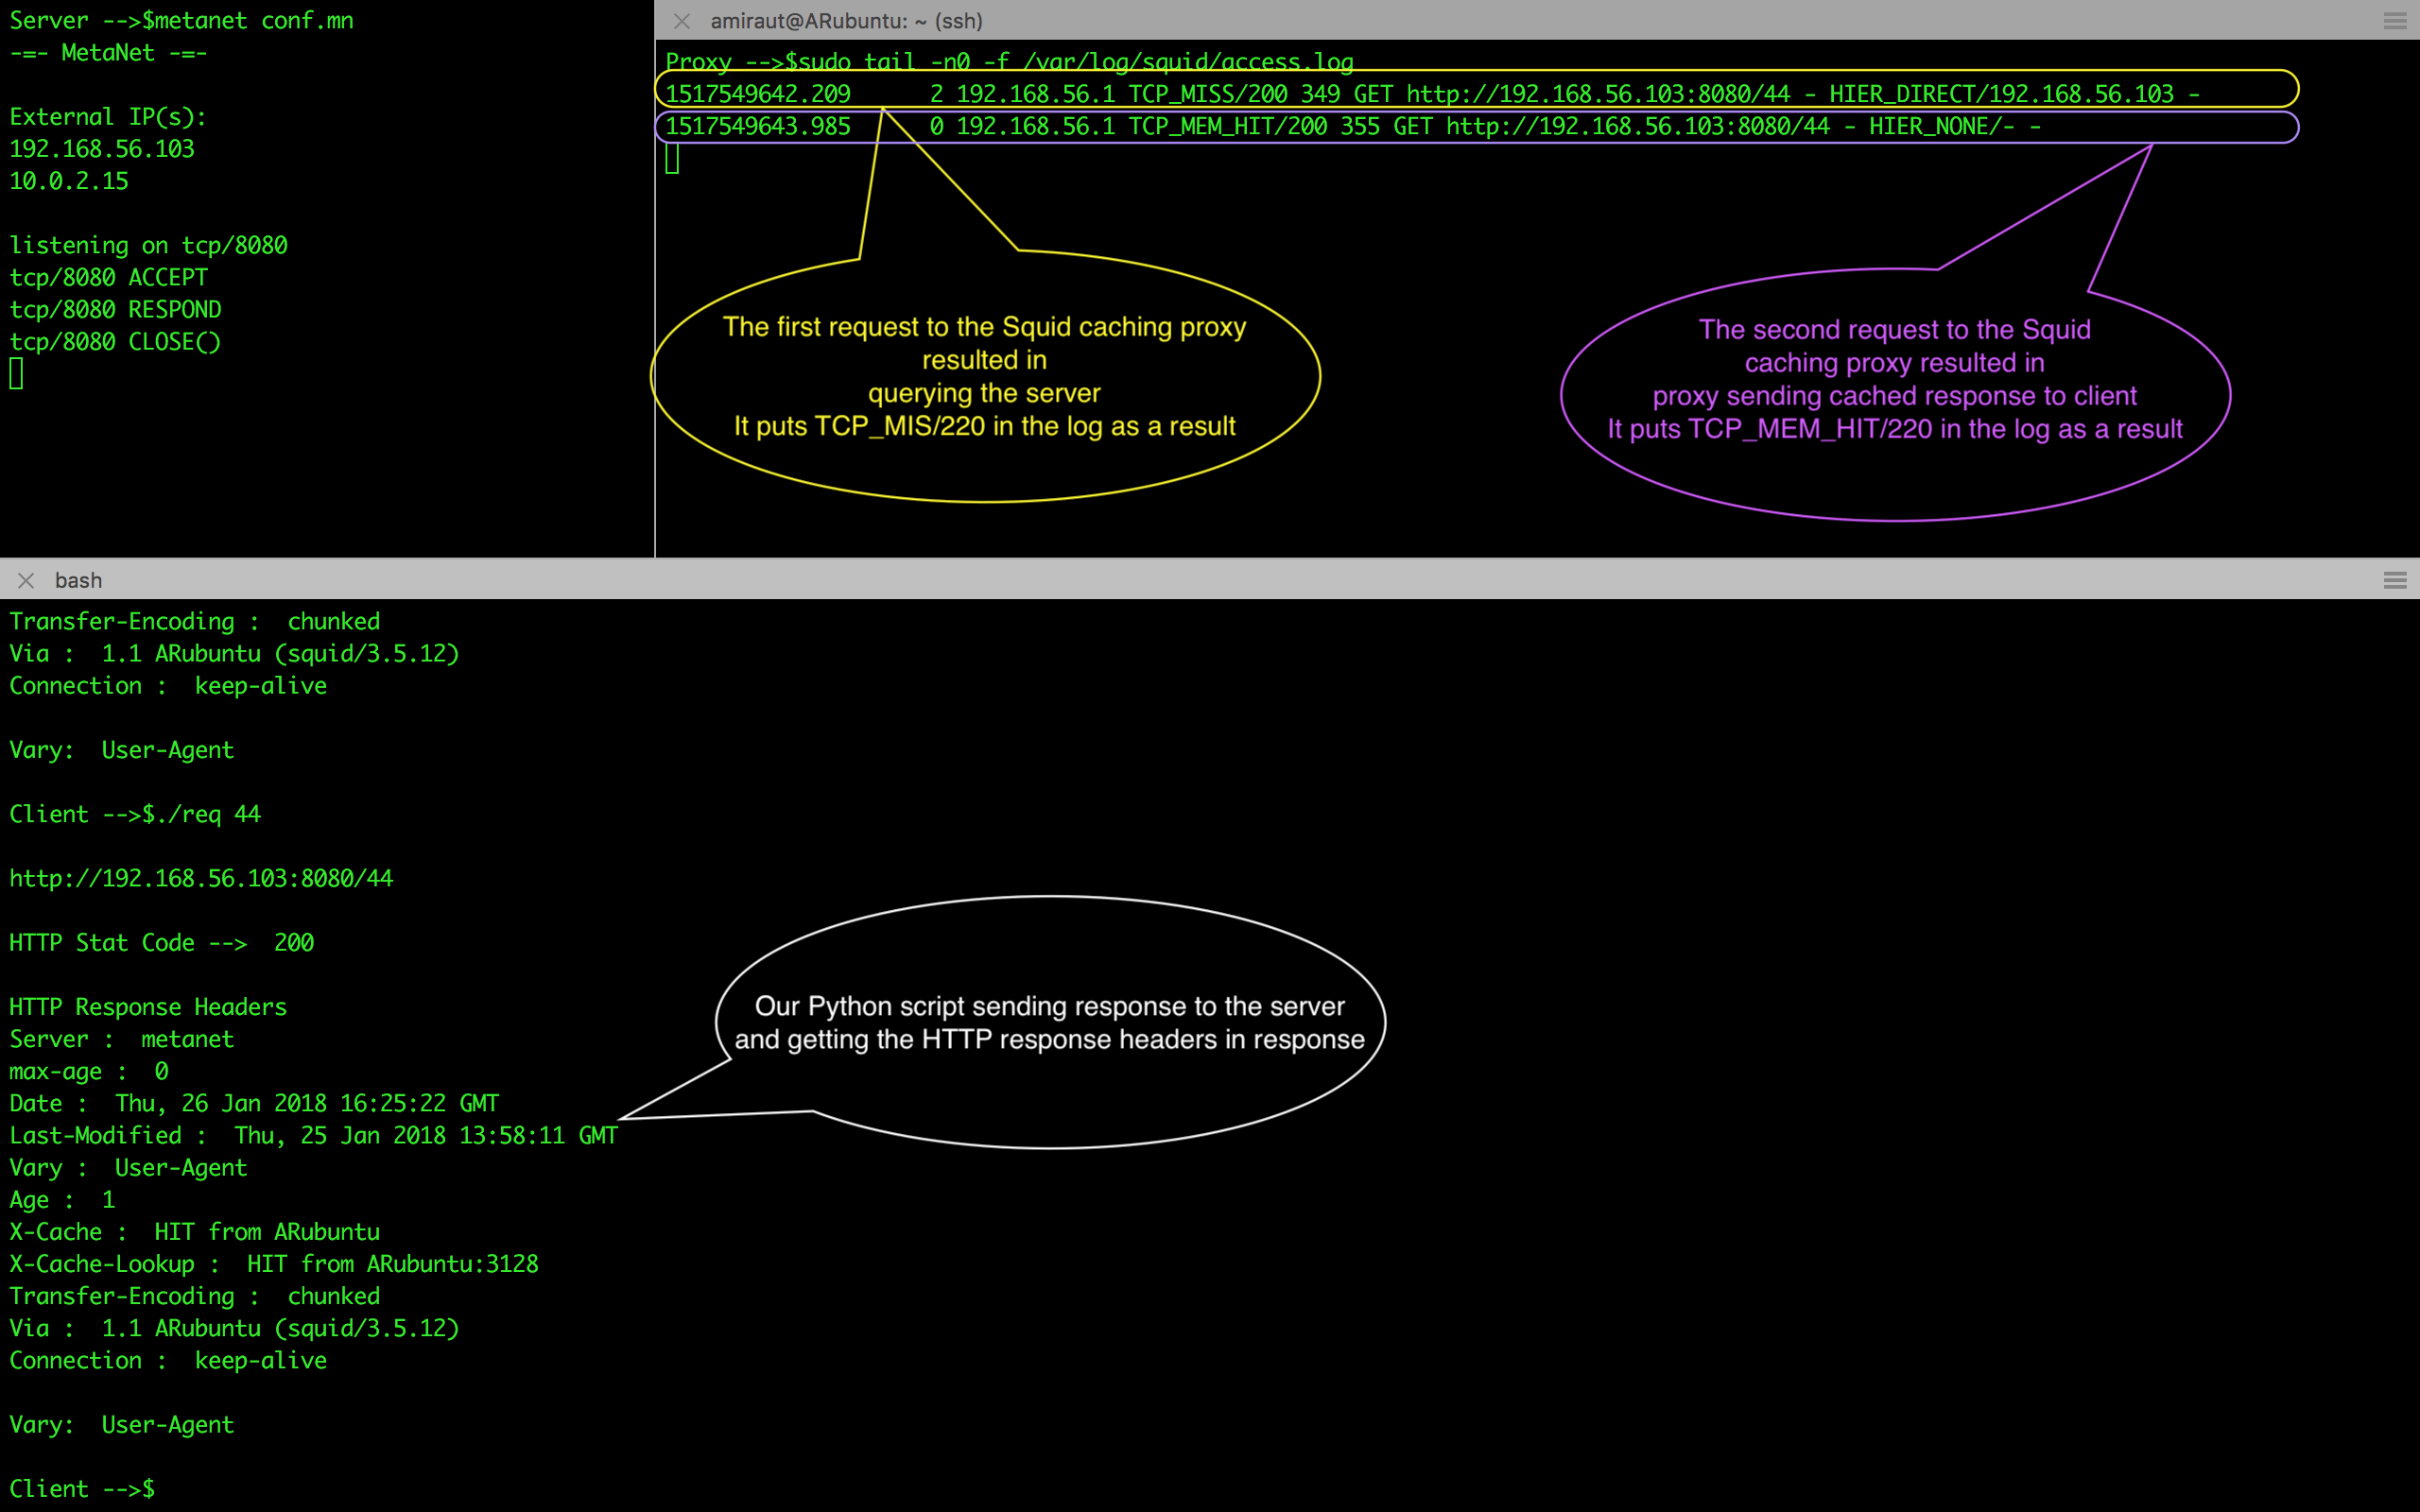 Server -->$metanet conf.mn
-=- MetaNet -=-
External IP(s):
192.168.56.103
10.0.2.15
listening on tcp/8080
tcp/8080 ACCEPT
tcp/8080 RESPOND
tcp/8080 CLOSE()
amiraut@ARubuntu: ~ (ssh)
Proxy -->$sudo tail -n0 -f /var/log/squid/access.log
1517549642.209      2 192.168.56.1 TCP_MISS/200 349 GET http://192.168.56.103:8080/44 - HIER_DIRECT/192.168.56.103 -
1517549643.985      0 192.168.56.1 TCP_MEM_HIT/200 355 GET http://192.168.56.103:8080/44 - HIER_NONE/- -
The first request to the Squid caching proxy
resulted in
querying the server
It puts TCP_MIS/220 in the log as a result
The second request to the Squid
caching proxy resulted in
proxy sending cached response to client
It puts TCP_MEM_HIT/220 in the log as a result
bash
Transfer-Encoding :  chunked
Via :  1.1 ARubuntu (squid/3.5.12)
Connection :  keep-alive
Vary:  User-Agent
Client -->$./req 44
http://192.168.56.103:8080/44
HTTP Stat Code -->  200
HTTP Response Headers
Server :  metanet
max-age :  0
Date :  Thu, 26 Jan 2018 16:25:22 GMT
Last-Modified :  Thu, 25 Jan 2018 13:58:11 GMT
Vary :  User-Agent
Age :  1
X-Cache :  HIT from ARubuntu
X-Cache-Lookup :  HIT from ARubuntu:3128
Transfer-Encoding :  chunked
Via :  1.1 ARubuntu (squid/3.5.12)
Connection :  keep-alive
Vary:  User-Agent
Client -->$
Our Python script sending response to the server
and getting the HTTP response headers in response